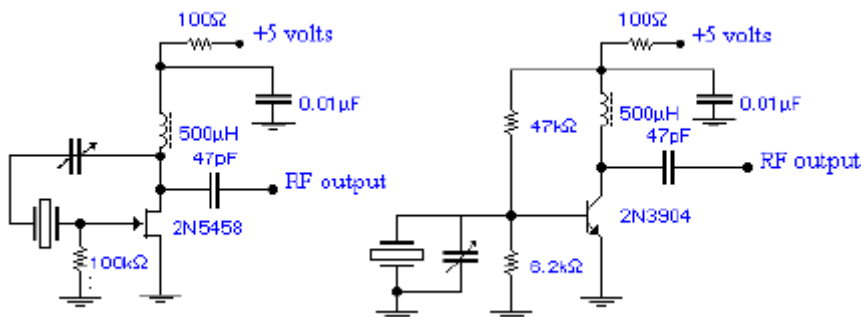 100Ω
+5 volts
0.01µF
500µH
47pF
RF output
2N5458
100kΩ
100Ω
+5 volts
0.01µF
47kΩ
500µH
47pF
RF output
2N3904
6.2kΩ